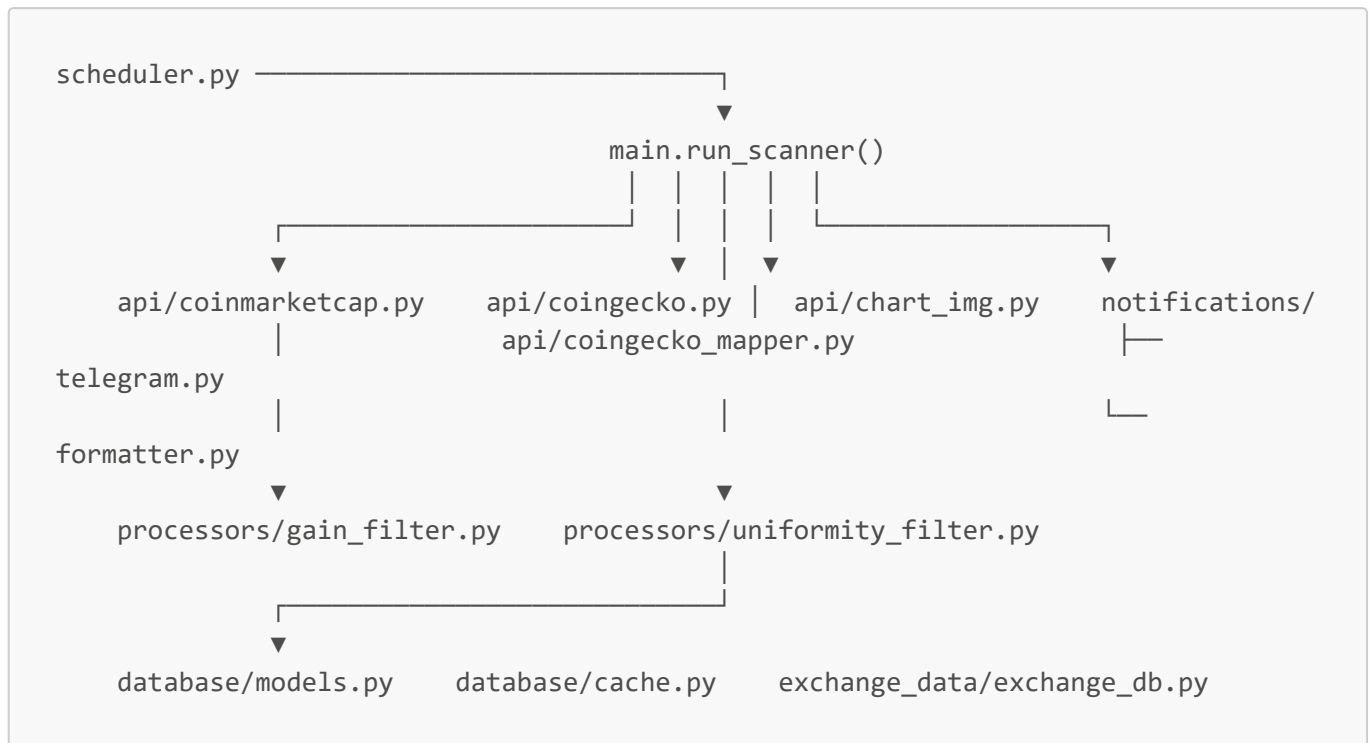 scheduler.py
main.run_scanner()
api/coinmarketcap.py api/coingecko.py api/chart_img.py notifications/
api/coingecko_mapper.py
telegram.py
formatter.py
processors/gain_filter.py processors/uniformity_filter.py
database/models.py database/cache.py exchange_data/exchange_db.py